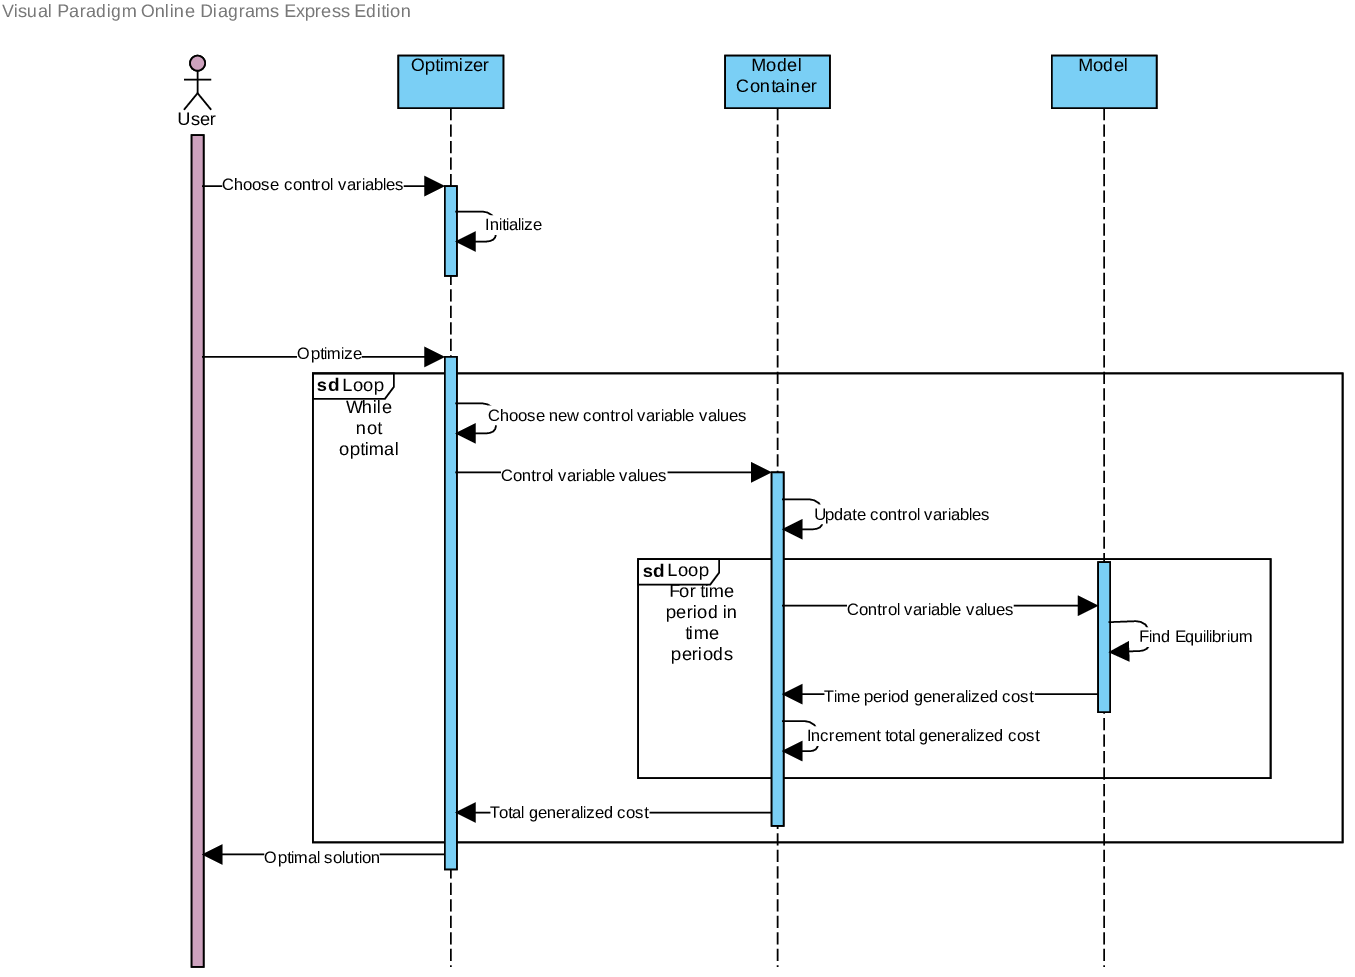 Visual Paradigm Online Diagrams Express Edition
User
Optimizer
Model
Container
Model
Choose control variables
Initialize
Optimize
sd Loop
While
not
optimal
Choose new control variable values
Control variable values
Update control variables
sd Loop
For time
period in
time
periods
Control variable values
Find Equilibrium
Time period generalized cost
Increment total generalized cost
Total generalized cost
Optimal solution